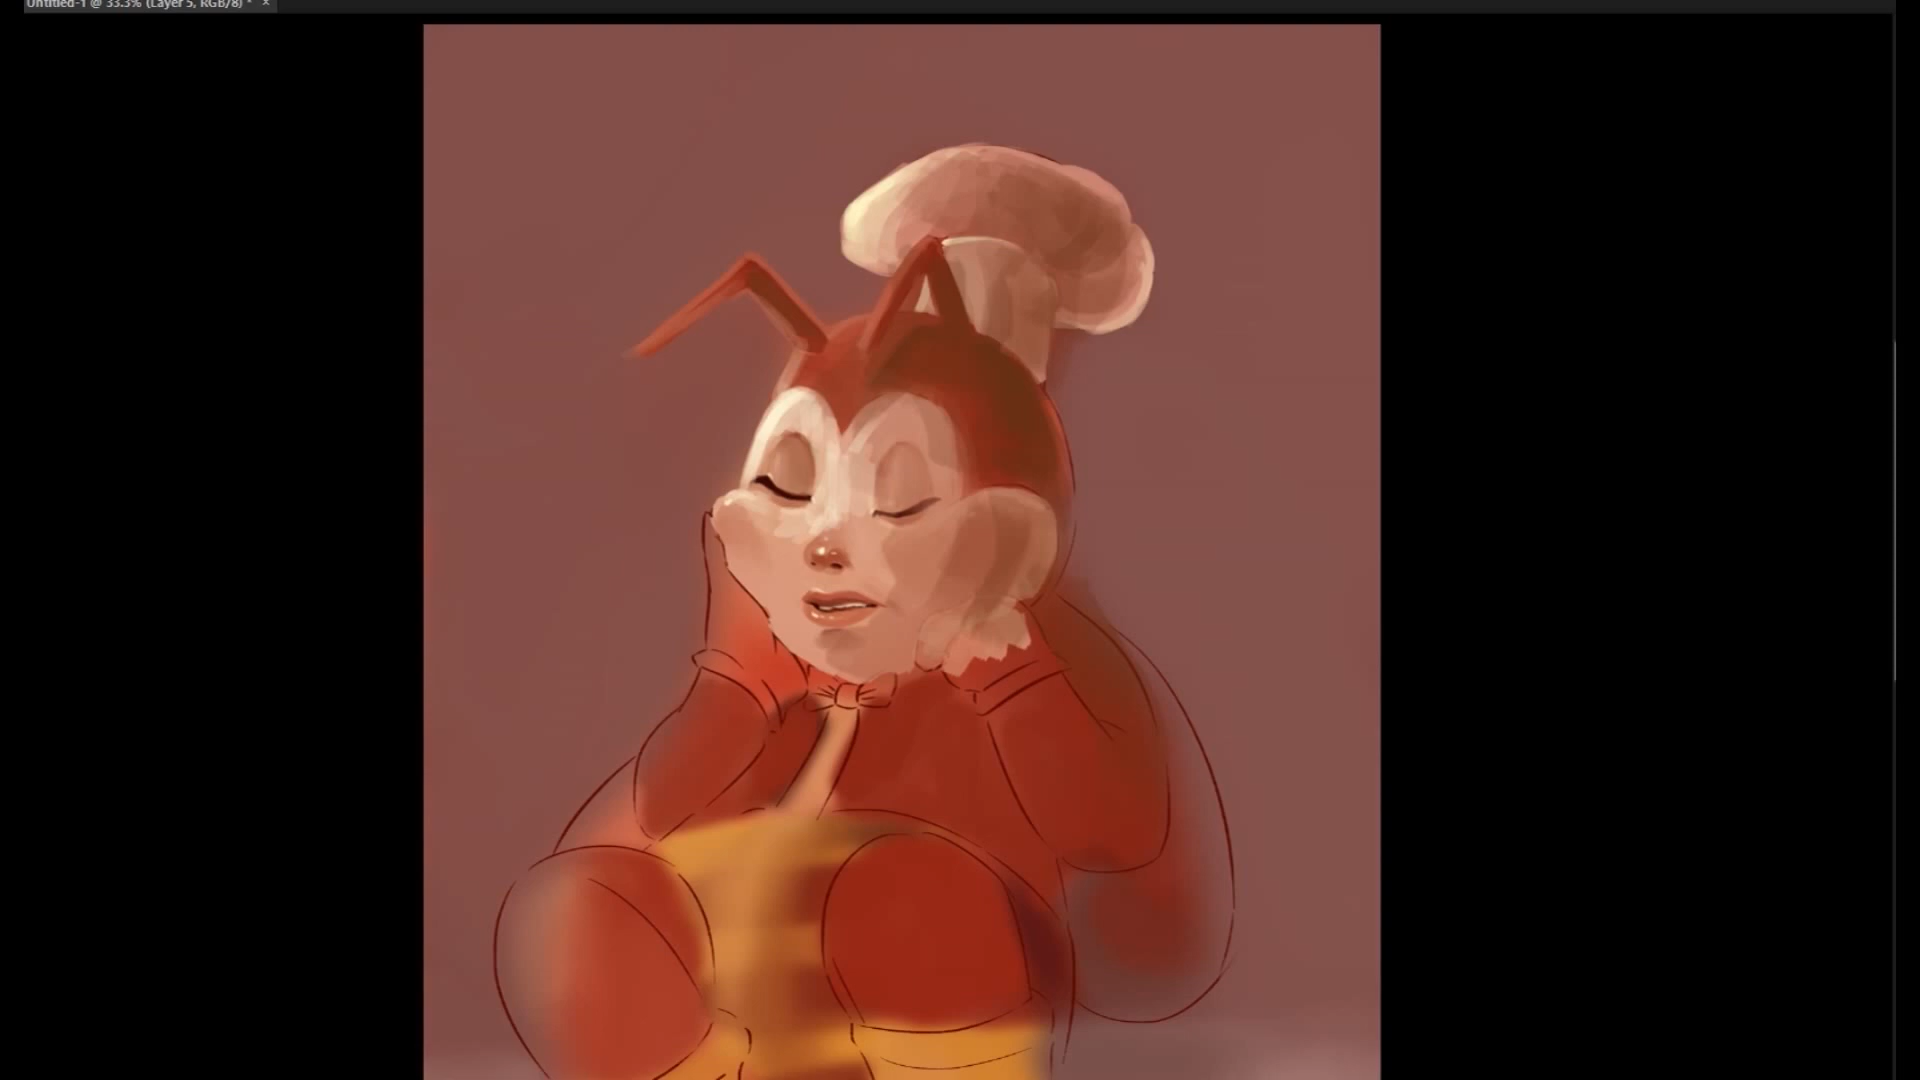 Untitled-1 @ 33.3% (Layer 5, RGB/8) * ×